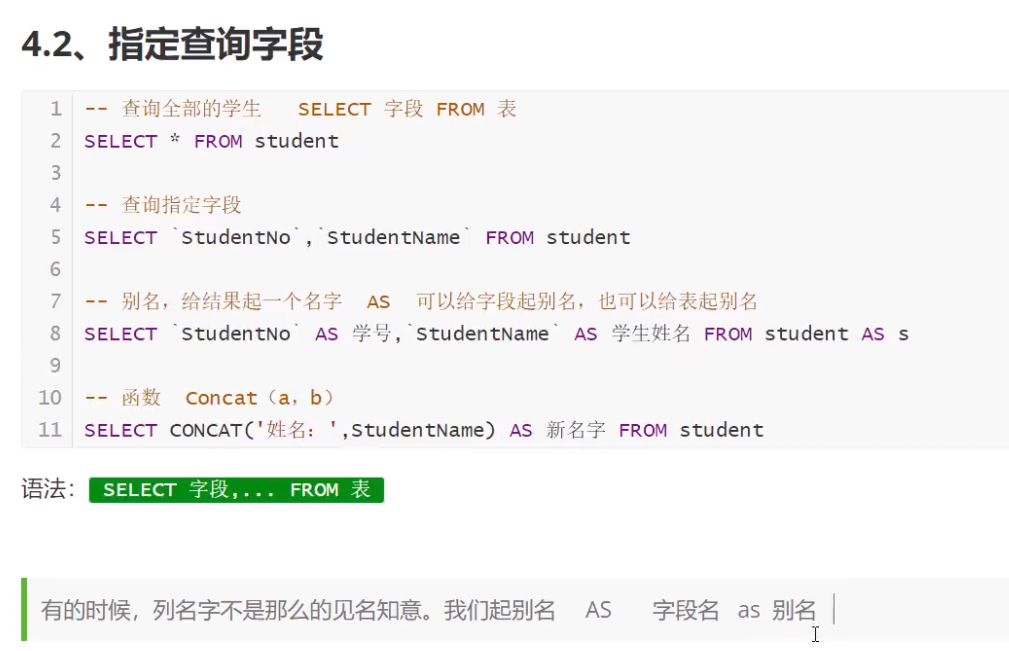 4.2、指定查询字段
1 -- 查询全部的学生 SELECT 字段 FROM 表
2 SELECT * FROM student
3
4 -- 查询指定字段
5 SELECT `StudentNo`,`StudentName` FROM student
6
7 -- 别名，给结果起一个名字 AS 可以给字段起别名，也可以给表起别名
8 SELECT `StudentNo` AS 学号,`StudentName` AS 学生姓名 FROM student AS s
9
10 -- 函数 Concat（a，b）
11 SELECT CONCAT('姓名：',StudentName) AS 新名字 FROM student
语法： SELECT 字段,... FROM 表
有的时候，列名字不是那么的见名知意。我们起别名 AS 字段名 as 别名